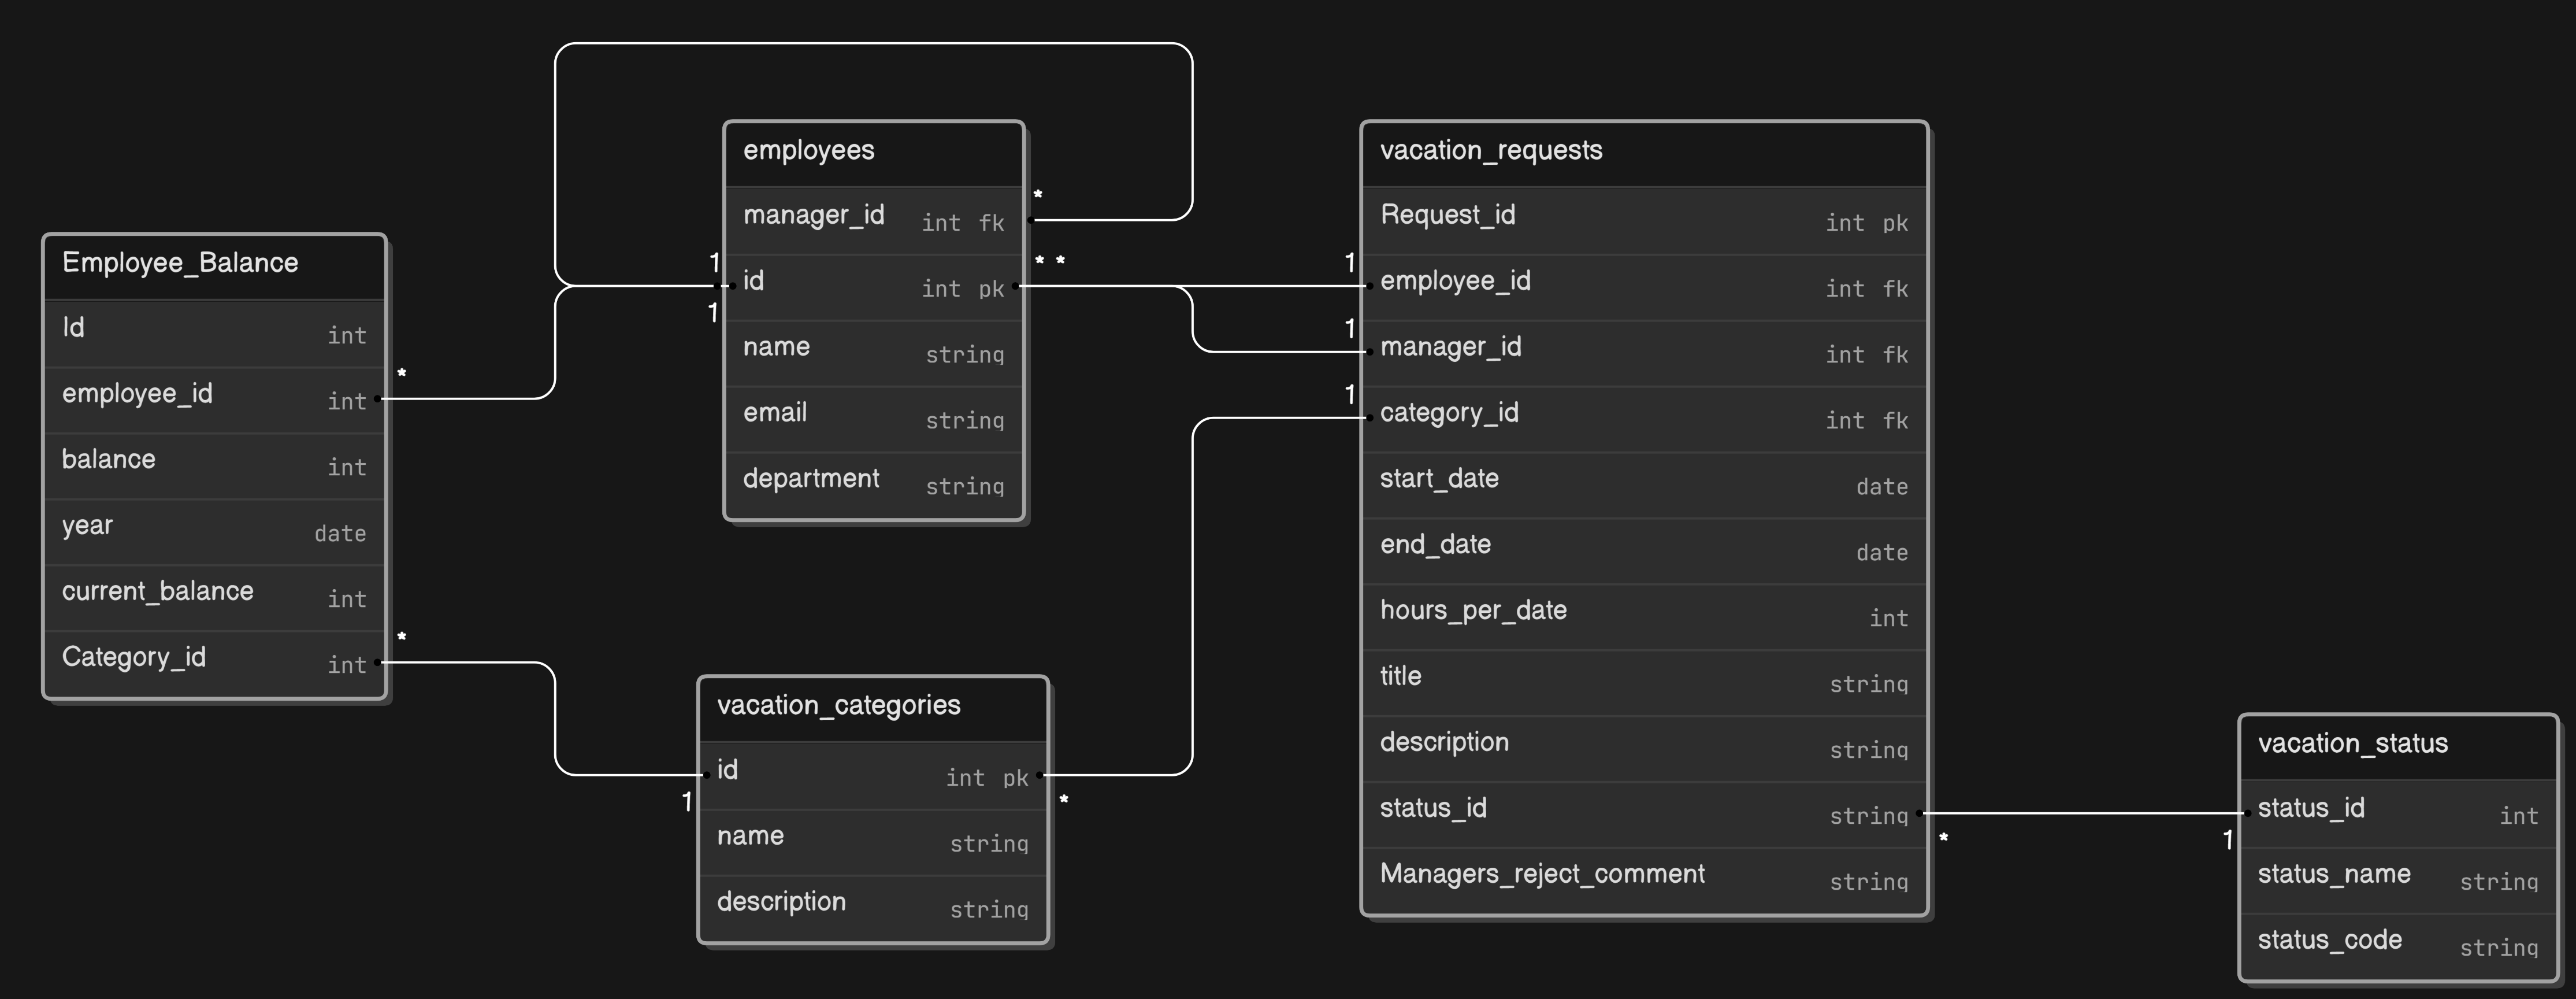 employees
manager_id int fk
id int pk
name string
email string
department string
vacation_requests
Request_id int pk
employee_id int fk
manager_id int fk
category_id int fk
start_date date
end_date date
hours_per_date int
title string
description string
status_id string
Managers_reject_comment string
Employee_Balance
Id int
employee_id int
balance int
year date
current_balance int
Category_id int
vacation_categories
id int pk
name string
description string
vacation_status
status_id int
status_name string
status_code string
*
* *
1
1
1
1
1
*
*
1
*
*
1